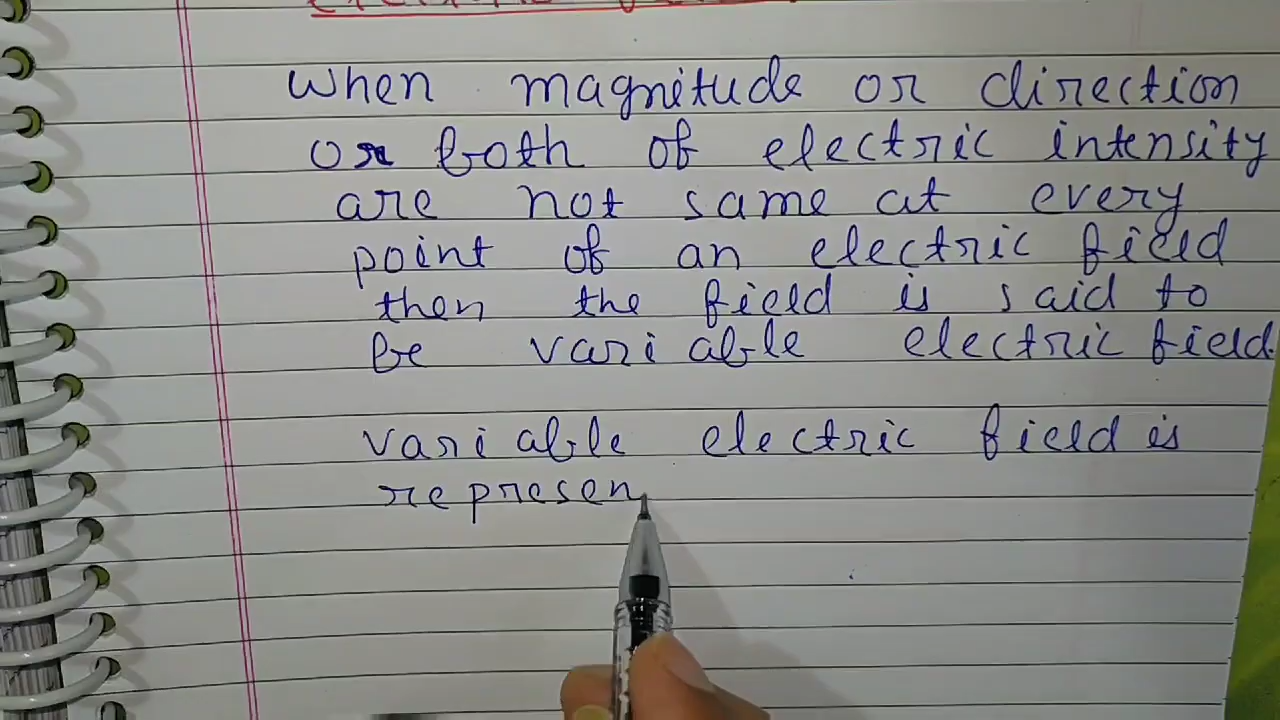 When magnitude or direction
or both of electric intensity
are not same at every
point of an electric field
then the field is said to
be variable electric field.
variable electric field is
represen